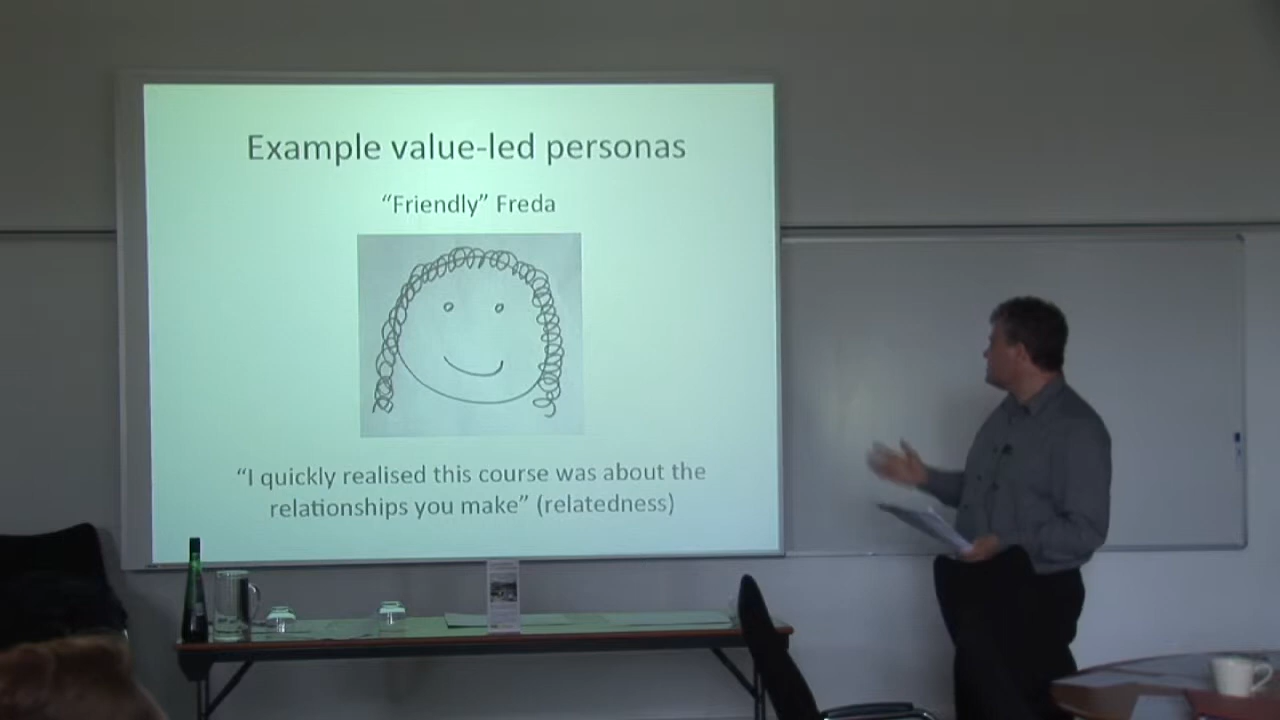 Example value-led personas
“Friendly” Freda
“I quickly realised this course was about the
relationships you make” (relatedness)